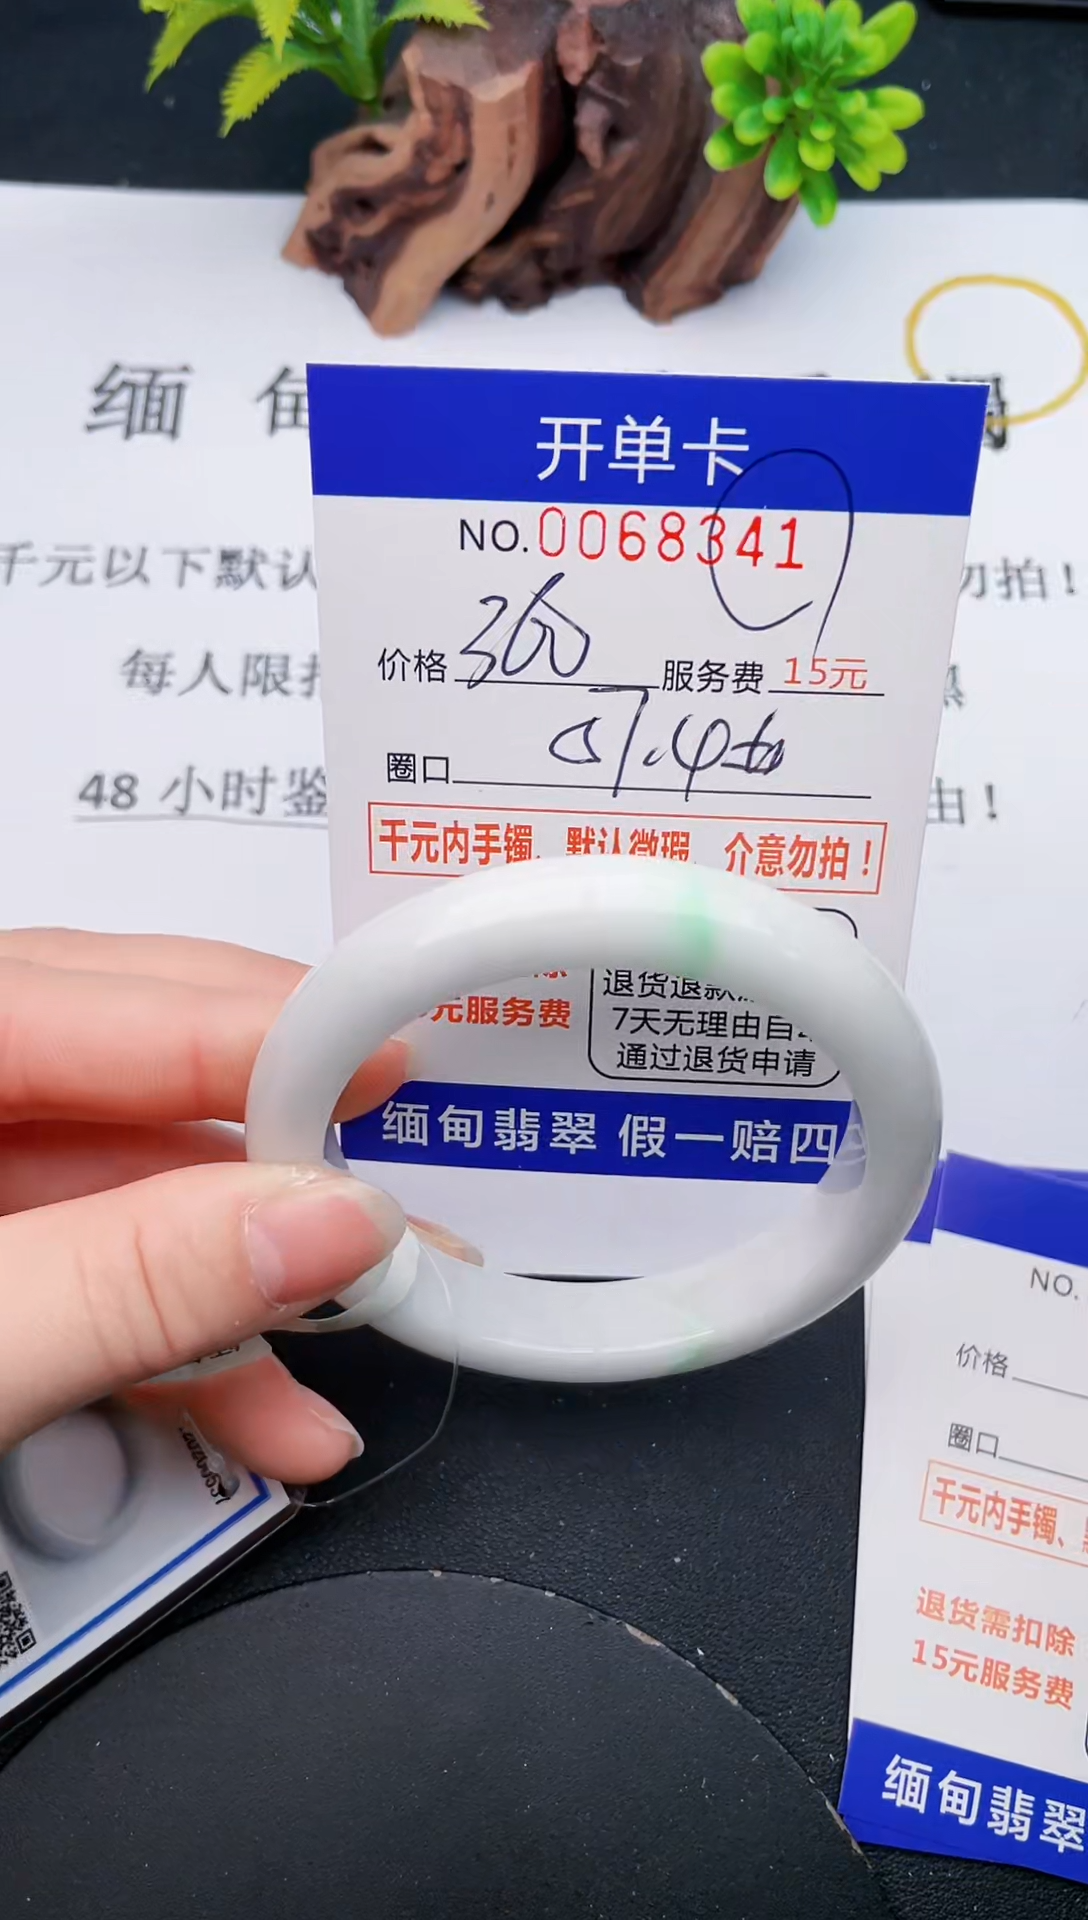 缅 甸
开单卡
NO.0068341
千元以下默认
勿拍！
价格 360 服务费 15元
每人限拍
圈口 57.4
48 小时鉴
由！
千元内手镯、默认微瑕、介意勿拍！
退货退款
元服务费
7天无理由自
通过退货申请
缅甸翡翠 假一赔四
NO.
价格
圈口
千元内手镯、
退货需扣除
15元服务费
缅甸翡翠